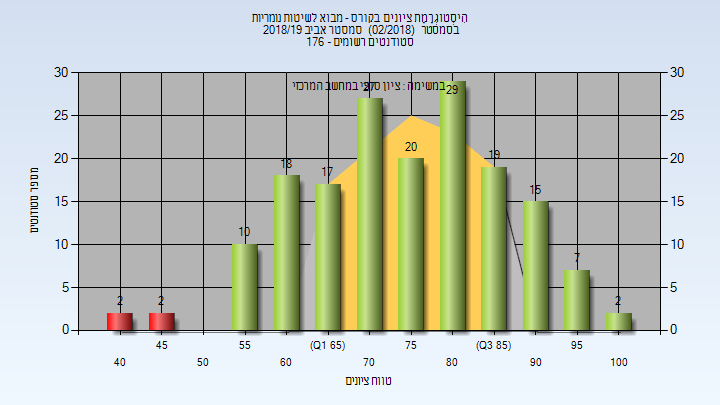 הִיסְטוֹגְרָמַת ציונים בקורס - מבוא לשיטות נומריות
בסמסטר (02/2018) סמסטר אביב 2018/19
סטודנטים רשומים - 176
במשימה : ציון סופי במחשב המרכזי
30 30
29
27
25 25
20
20 20
19
18
17
15
15 15
10
10 10
7
5 5
2 2 2
0 0
45 55 (Q1 65) 75 (Q3 85) 95
40 50 60 70 80 90 100
טווח ציונים
מספר סטודנטים